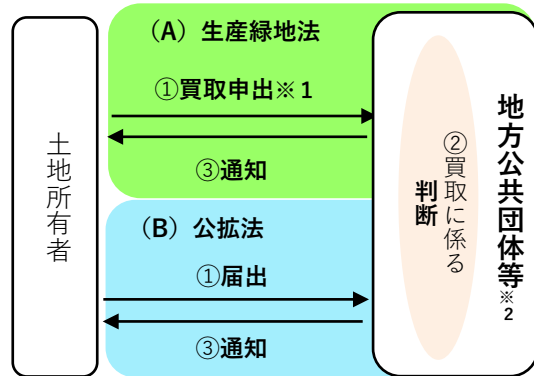 （A）生産緑地法
①買取申出※１
③通知
（B）公拡法
①届出
③通知
土地所有者
②買取に係る
判断
地方公共団体等※2